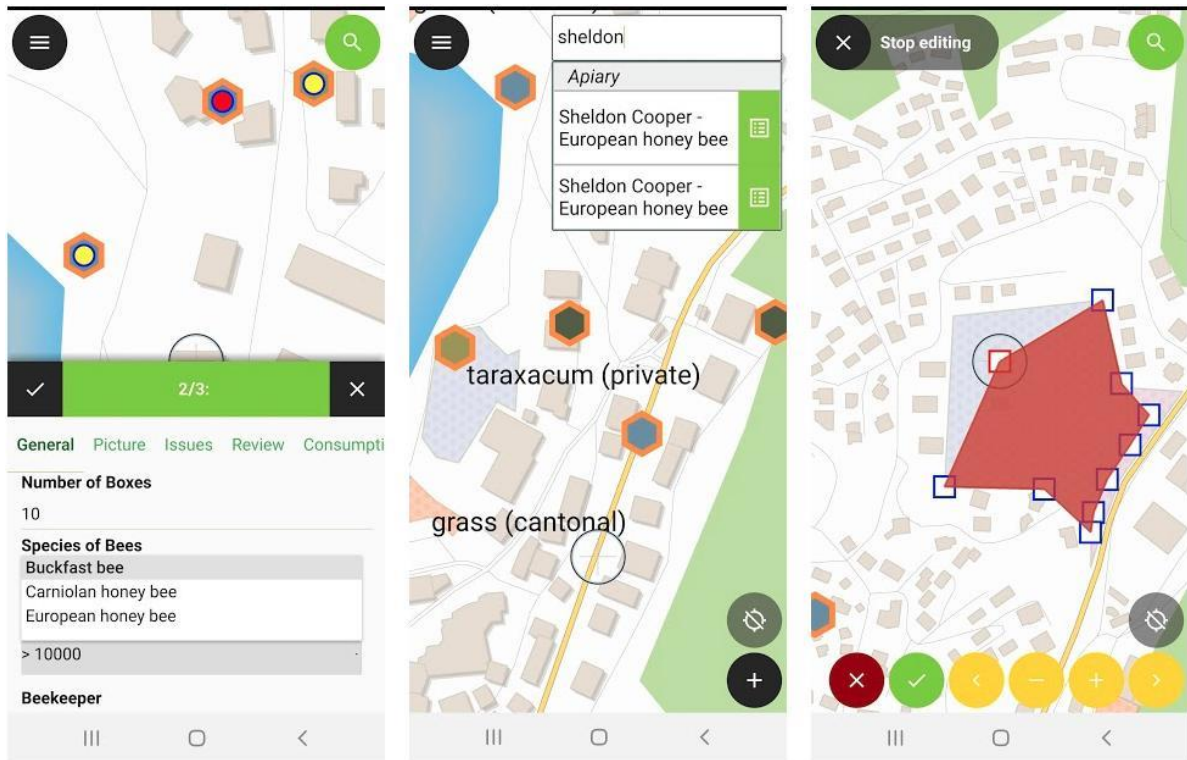 2/3:
General Picture Issues Review Consumpti
Number of Boxes
10
Species of Bees
Buckfast bee
Carniolan honey bee
European honey bee
> 10000
Beekeeper
sheldon
Apiary
Sheldon Cooper -
European honey bee
Sheldon Cooper -
European honey bee
taraxacum (private)
grass (cantonal)
Stop editing